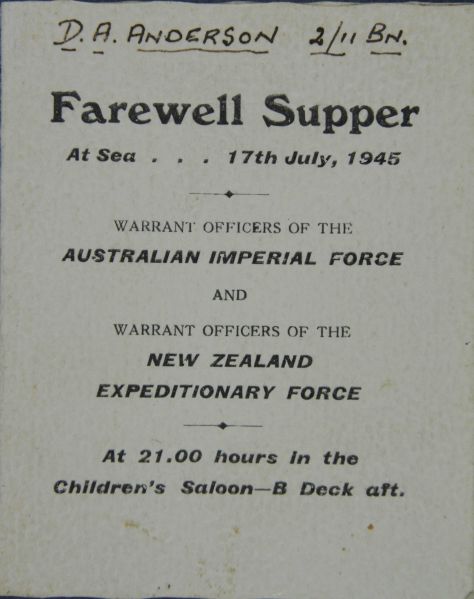 D. A. ANDERSON 2/11 BN.
Farewell Supper
At Sea . . . 17th July, 1945
WARRANT OFFICERS OF THE
AUSTRALIAN IMPERIAL FORCE
AND
WARRANT OFFICERS OF THE
NEW ZEALAND
EXPEDITIONARY FORCE
At 21.00 hours in the
Children's Saloon—B Deck aft.